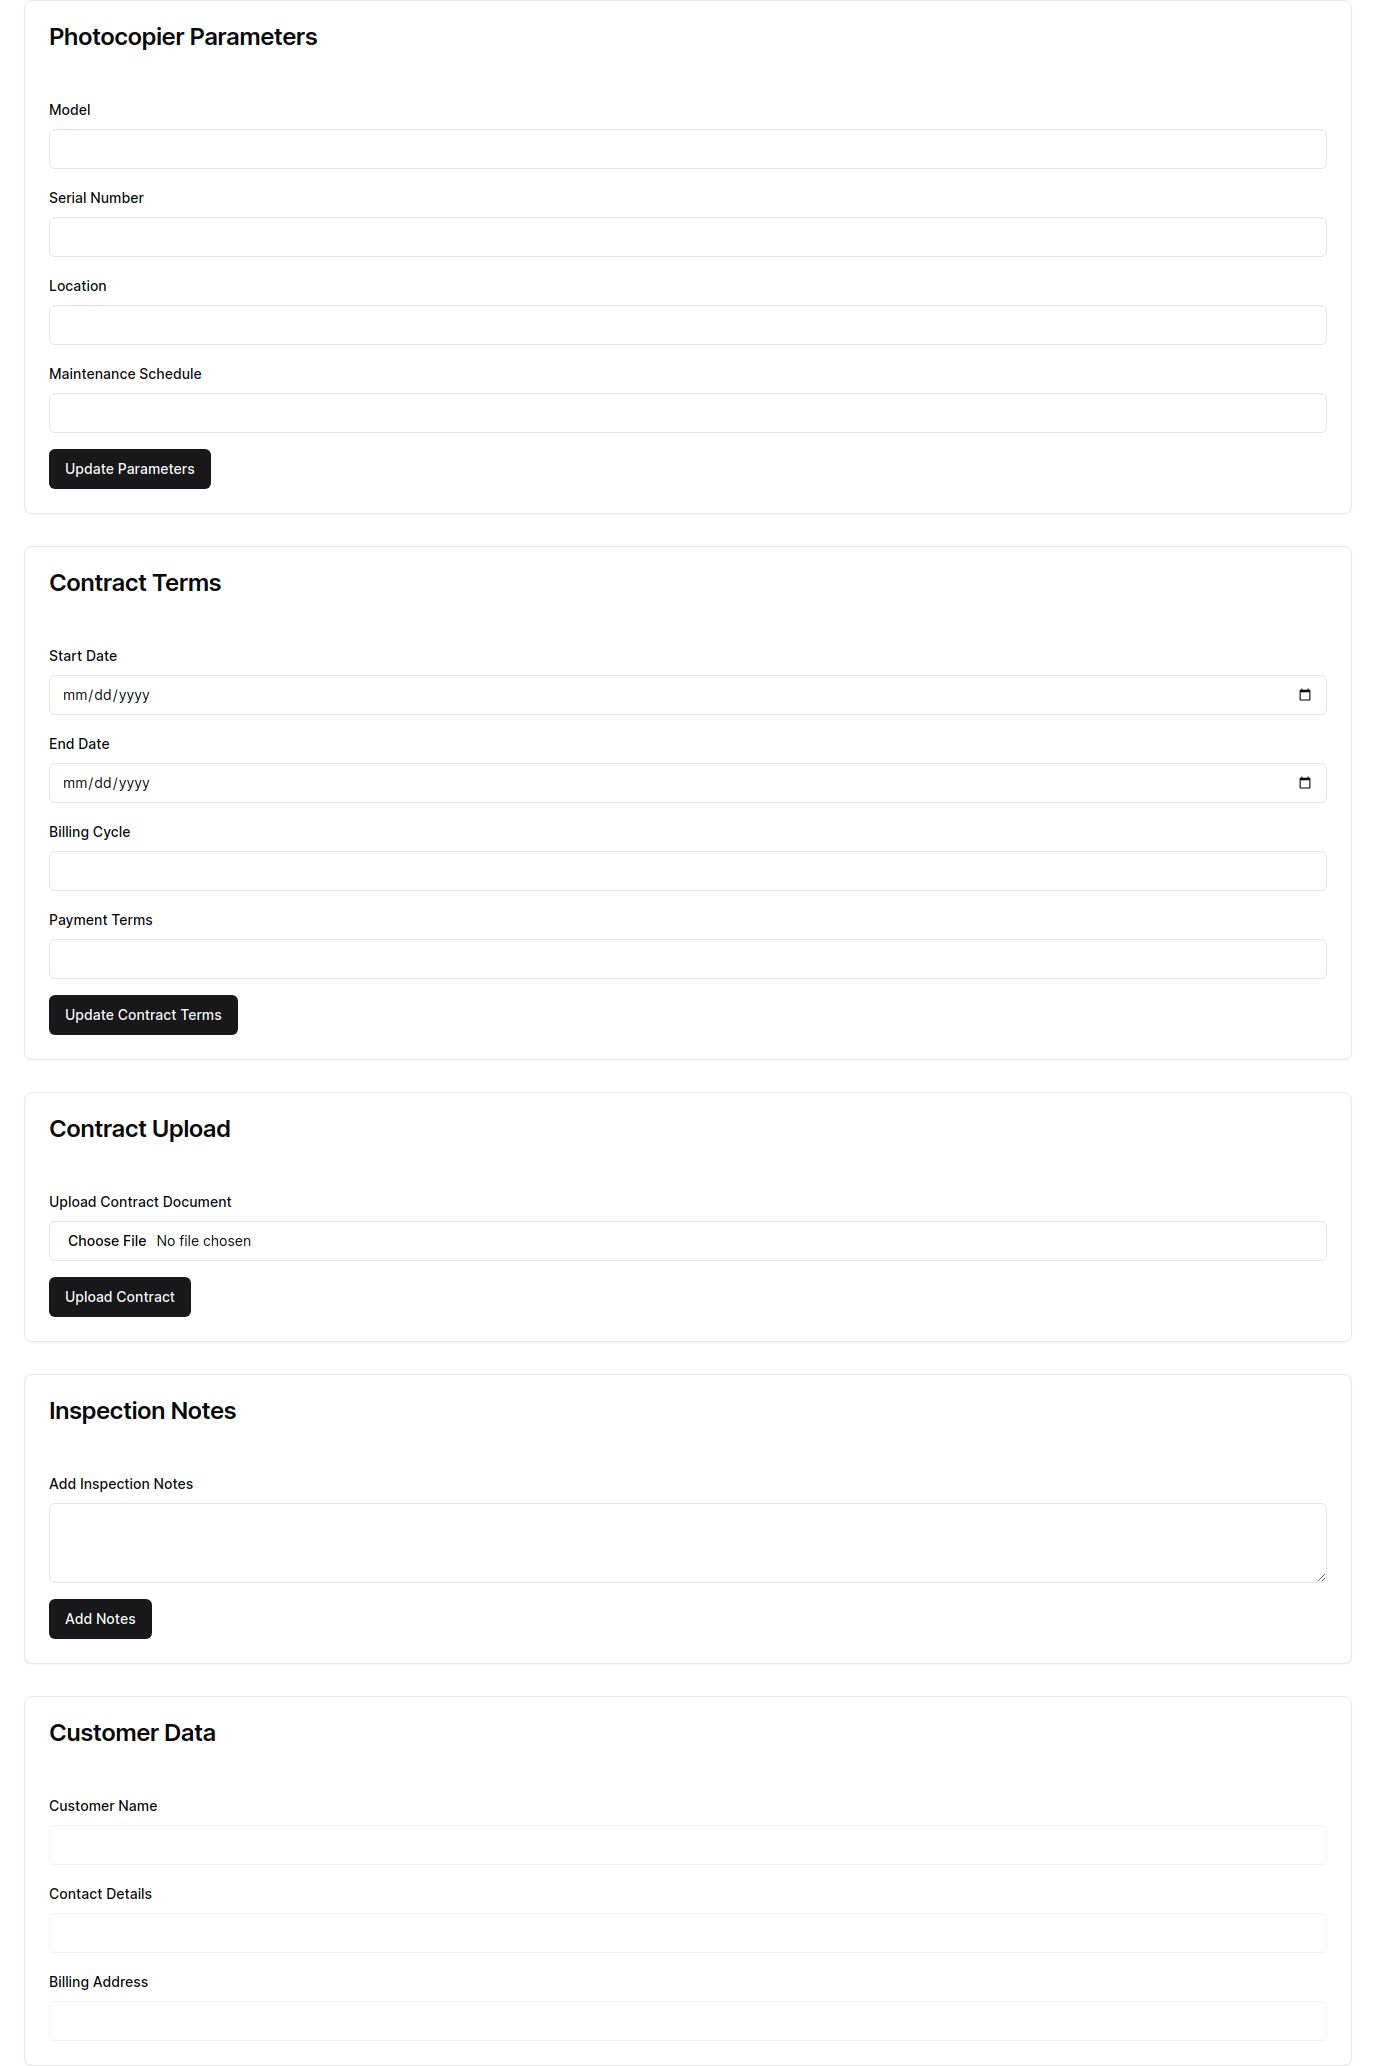 Photocopier Parameters
Model
Serial Number
Location
Maintenance Schedule
Update Parameters
Contract Terms
Start Date
mm/dd/yyyy
End Date
mm/dd/yyyy
Billing Cycle
Payment Terms
Update Contract Terms
Contract Upload
Upload Contract Document
Choose File No file chosen
Upload Contract
Inspection Notes
Add Inspection Notes
Add Notes
Customer Data
Customer Name
Contact Details
Billing Address